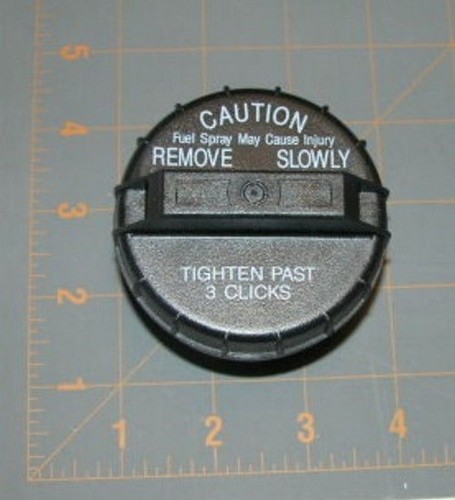 5
4
CAUTION
Fuel Spray May Cause Injury
REMOVE SLOWLY
3
TIGHTEN PAST
3 CLICKS
2
1
1 2 3 4